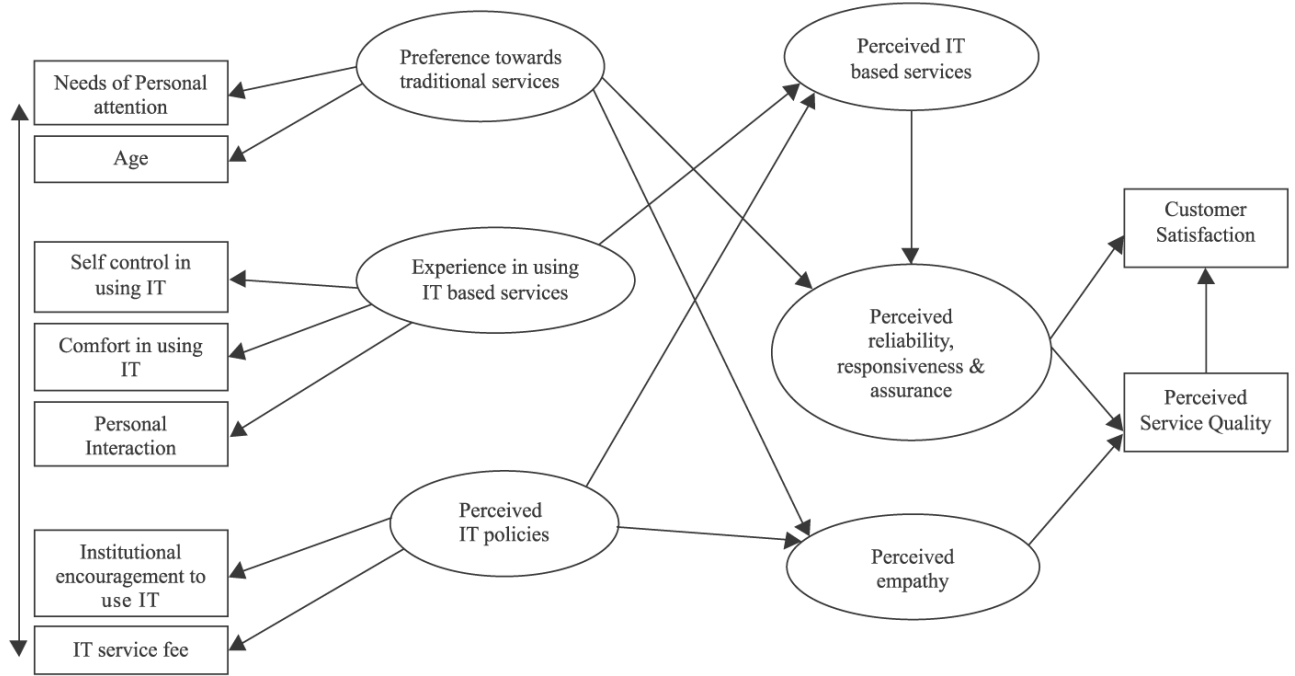 Needs of Personal
attention
Age
Self control in
using IT
Comfort in using
IT
Personal
Interaction
Institutional
encouragement to
use IT
IT service fee
Preference towards
traditional services
Experience in using
IT based services
Perceived
IT policies
Perceived IT
based services
Perceived
reliability,
responsiveness &
assurance
Perceived
empathy
Customer
Satisfaction
Perceived
Service Quality